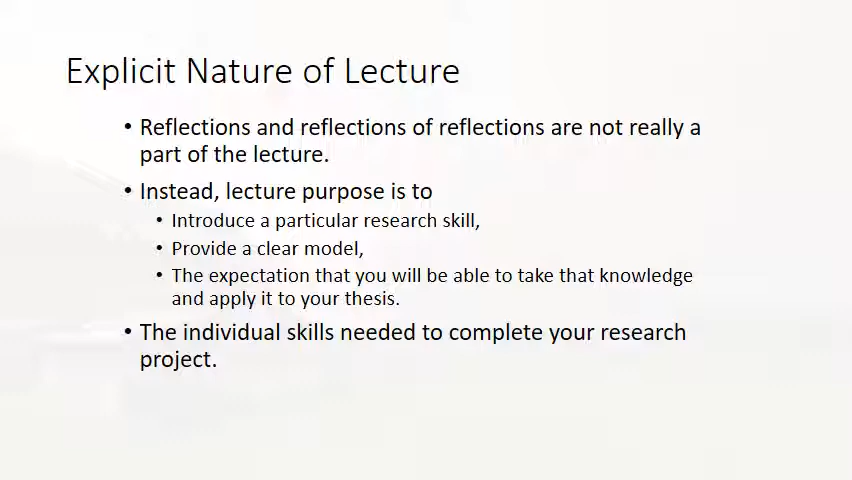 Explicit Nature of Lecture
• Reflections and reflections of reflections are not really a
part of the lecture.
• Instead, lecture purpose is to
• Introduce a particular research skill,
• Provide a clear model,
• The expectation that you will be able to take that knowledge
and apply it to your thesis.
• The individual skills needed to complete your research
project.